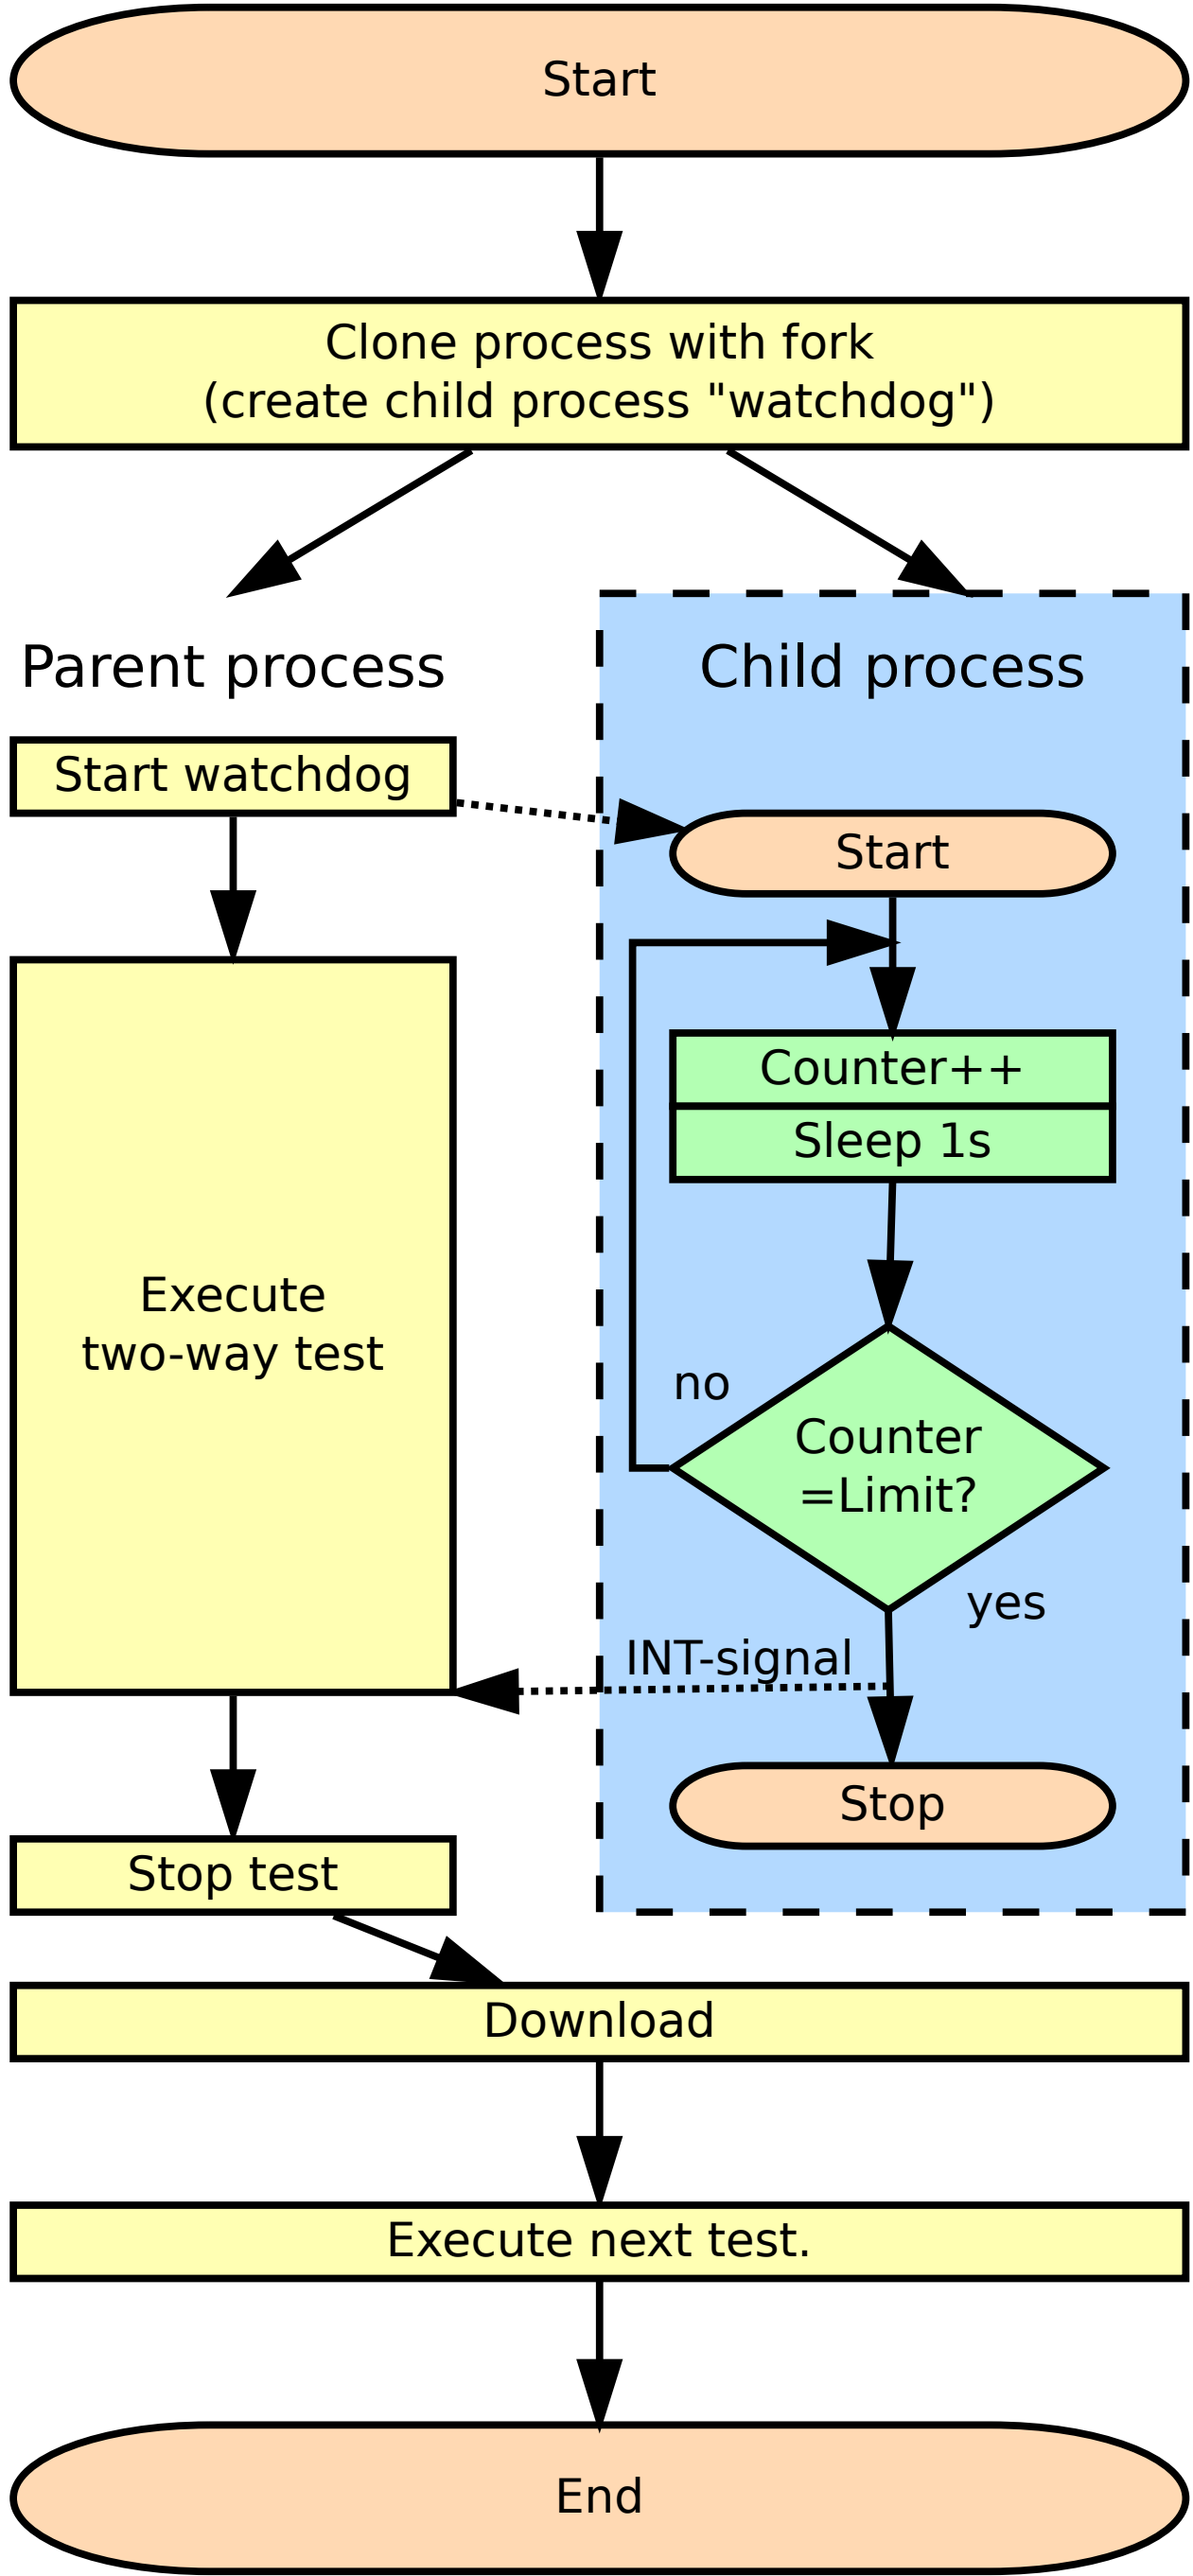 Start
Clone process with fork
(create child process "watchdog")
Parent process
Child process
Start watchdog
Start
Counter++
Sleep 1s
Execute
two-way test
no
Counter
=Limit?
yes
INT-signal
Stop
Stop test
Download
Execute next test.
End